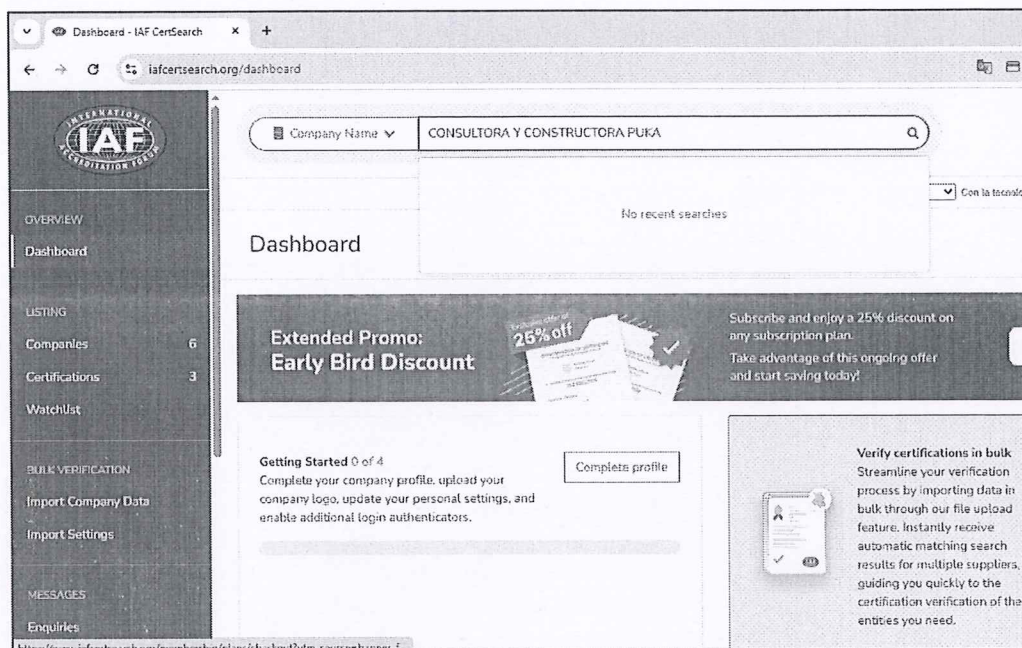 Dashboard - IAF CertSearch
iafcertsearch.org/dashboard
INTERNATIONAL
IAF
ACCREDITATION FORUM
Company Name
CONSULTORA Y CONSTRUCTORA PUKA
No recent searches
Con la tecnolo
OVERVIEW
Dashboard
Dashboard
LISTING
Companies 6
Certifications 3
Watchlist
Extended Promo:
Early Bird Discount
25% off
Subscribe and enjoy a 25% discount on
any subscription plan.
Take advantage of this ongoing offer
and start saving today!
BULK VERIFICATION
Import Company Data
Import Settings
MESSAGES
Enquiries
Getting Started 0 of 4
Complete your company profile, upload your
company logo, update your personal settings, and
enable additional login authenticators.
Complete profile
Verify certifications in bulk
Streamline your verification
process by importing data in
bulk through our file upload
feature. Instantly receive
automatic matching search
results for multiple suppliers,
guiding you quickly to the
certification verification of the
entities you need.